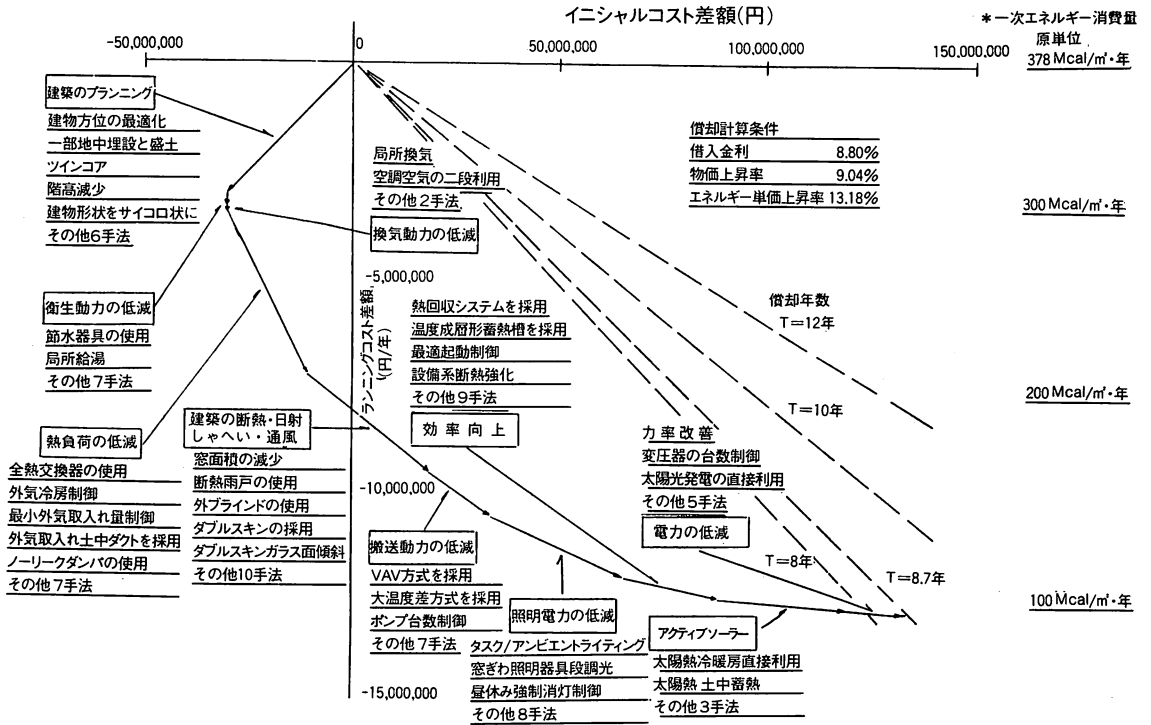 イニシャルコスト差額(円)
-50,000,000
0
50,000,000
100,000,000
150,000,000
*一次エネルギー消費量
原単位
378 Mcal/㎡・年
300 Mcal/㎡・年
200 Mcal/㎡・年
100 Mcal/㎡・年
建築のプランニング
建物方位の最適化
一部地中埋設と盛土
ツインコア
階高減少
建物形状をサイコロ状に
その他6手法
局所換気
空調空気の二段利用
その他2手法
換気動力の低減
償却計算条件
借入金利 8.80%
物価上昇率 9.04%
エネルギー単価上昇率 13.18%
衛生動力の低減
節水器具の使用
局所給湯
その他7手法
-5,000,000
ランニングコスト差額
(円/年)
-10,000,000
-15,000,000
熱回収システムを採用
温度成層形蓄熱槽を採用
最適起動制御
設備系断熱強化
その他9手法
効率向上
償却年数
T=12年
T=10年
T=8年
T=8.7年
熱負荷の低減
全熱交換器の使用
外気冷房制御
最小外気取入れ量制御
外気取入れ土中ダクトを採用
ノーリークダンパの使用
その他7手法
建築の断熱・日射
しゃへい・通風
窓面積の減少
断熱雨戸の使用
外ブラインドの使用
ダブルスキンの採用
ダブルスキンガラス面傾斜
その他10手法
力率改善
変圧器の台数制御
太陽光発電の直接利用
その他5手法
電力の低減
搬送動力の低減
VAV方式を採用
大温度差方式を採用
ポンプ台数制御
その他7手法
照明電力の低減
タスク/アンビエントライティング
窓ぎわ照明器具段調光
昼休み強制消灯制御
その他8手法
アクティブソーラー
太陽熱冷暖房直接利用
太陽熱 土中蓄熱
その他3手法